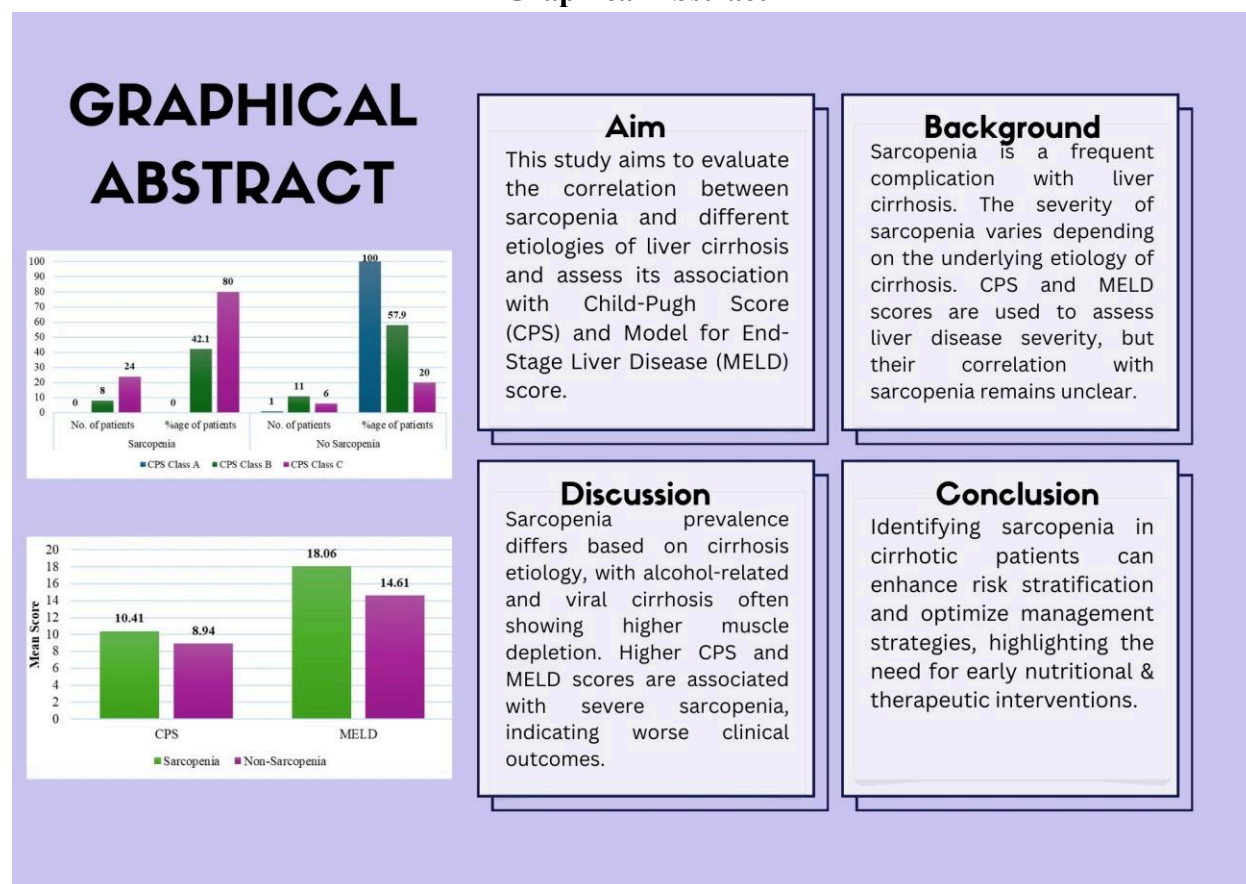 Graphical Abstract
GRAPHICAL
ABSTRACT
100
90
80
70
60
50
40
30
20
10
0
0
8
24
0
42.1
80
1
11
6
100
57.9
20
No. of patients
%age of patients
No. of patients
%age of patients
Sarcopenia
No Sarcopenia
CPS Class A
CPS Class B
CPS Class C
20
18
16
14
12
10
8
6
4
2
0
Mean Score
10.41
8.94
18.06
14.61
CPS
MELD
Sarcopenia
Non-Sarcopenia
Aim
This study aims to evaluate
the correlation between
sarcopenia and different
etiologies of liver cirrhosis
and assess its association
with Child-Pugh Score
(CPS) and Model for End-
Stage Liver Disease (MELD)
score.
Background
Sarcopenia is a frequent
complication with liver
cirrhosis. The severity of
sarcopenia varies depending
on the underlying etiology of
cirrhosis. CPS and MELD
scores are used to assess
liver disease severity, but
their correlation with
sarcopenia remains unclear.
Discussion
Sarcopenia prevalence
differs based on cirrhosis
etiology, with alcohol-related
and viral cirrhosis often
showing higher muscle
depletion. Higher CPS and
MELD scores are associated
with severe sarcopenia,
indicating worse clinical
outcomes.
Conclusion
Identifying sarcopenia in
cirrhotic patients can
enhance risk stratification
and optimize management
strategies, highlighting the
need for early nutritional &
therapeutic interventions.